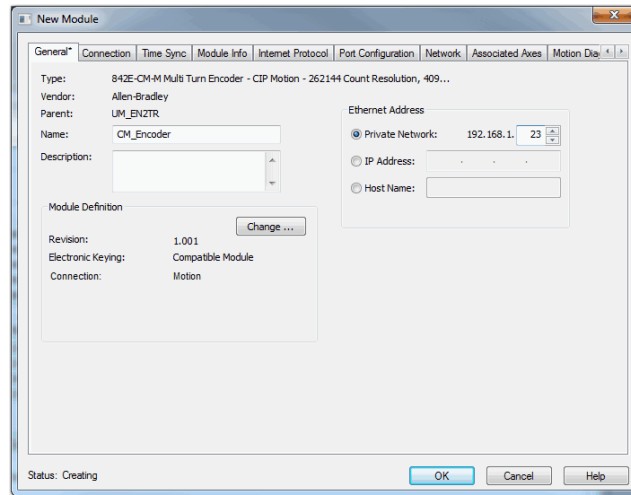 New Module
General* Connection Time Sync Module Info Internet Protocol Port Configuration Network Associated Axes Motion Diag
Type: 842E-CM-M Multi Turn Encoder - CIP Motion - 262144 Count Resolution, 409...
Vendor: Allen-Bradley
Parent: UM_EN2TR
Name: CM_Encoder
Description:
Ethernet Address
Private Network: 192.168.1. 23
IP Address: . . .
Host Name:
Module Definition
Change ...
Revision: 1.001
Electronic Keying: Compatible Module
Connection: Motion
Status: Creating
OK Cancel Help